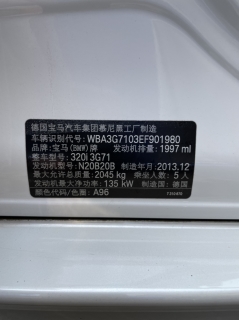 德国宝马汽车集团慕尼黑工厂制造
车辆识别代号: WBA3G7103EF901980
品牌: 宝马(BMW)牌 发动机排量: 1997 ml
整车型号: 320i 3G71
发动机型号: N20B20B 制造年月: 2013.12
最大允许总质量: 2045 kg 乘坐人数: 5 人
发动机最大净功率: 135 kW 制造国: 德国
颜色代码/色色: A96